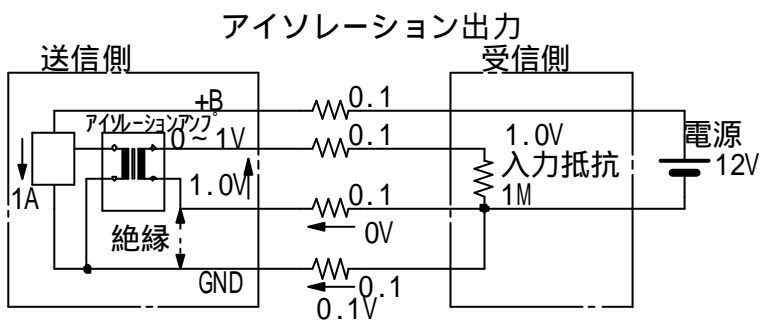 アイソレーション出力
送信側
受信側
+B
0.1
アイソレーションアンプ
0~1V
0.1
1.0V
電源
入力抵抗
12V
1A
1.0V
0.1
1M
絶縁
0V
GND
0.1
0.1V